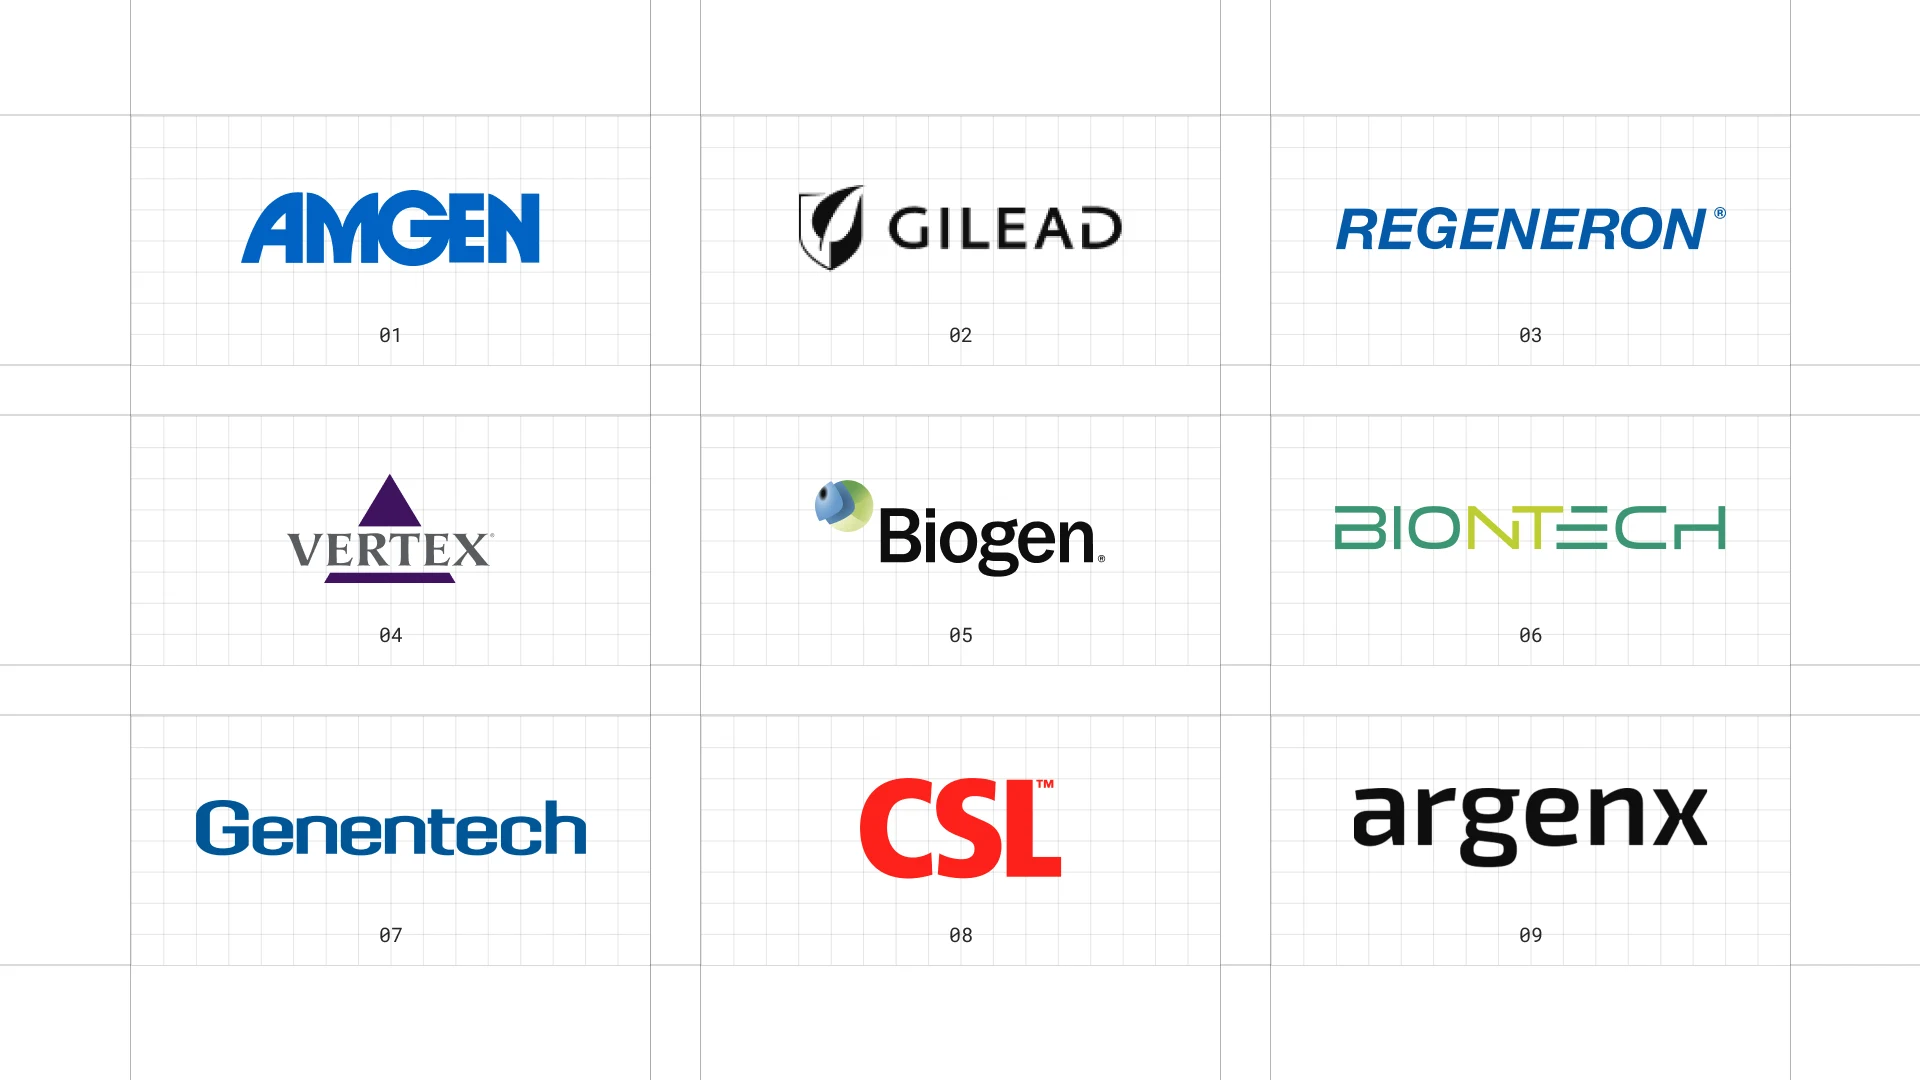 AMGEN
01
GILEAD
02
REGENERON®
03
VERTEX®
04
Biogen®
05
BIONTECH
06
Genentech
07
CSL™
08
argenx
09